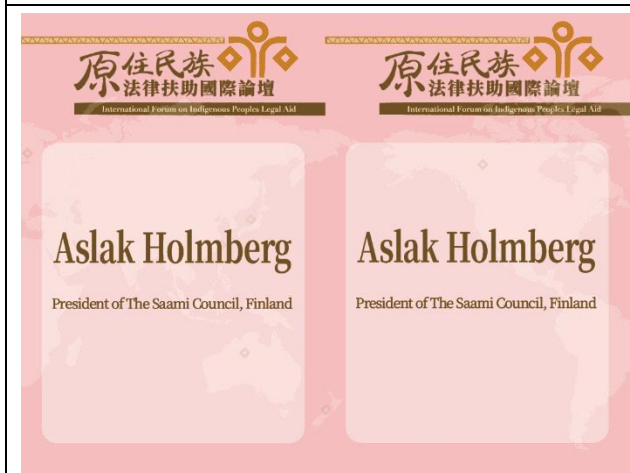 原住民族
法律扶助國際論壇
International Forum on Indigenous Peoples Legal Aid
Aslak Holmberg
President of The Saami Council, Finland
原住民族
法律扶助國際論壇
International Forum on Indigenous Peoples Legal Aid
Aslak Holmberg
President of The Saami Council, Finland